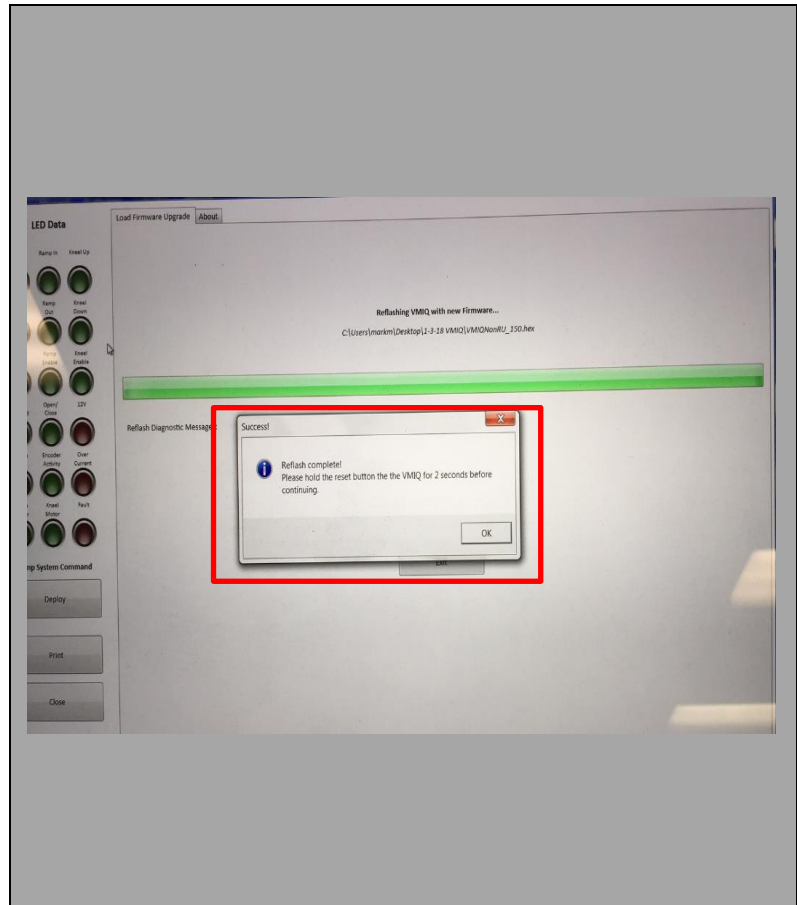 LED Data
Load Firmware Upgrade
About
Ramp In
Kneel Up
Ramp
Out
Kneel
Down
Ramp
Enable
Kneel
Enable
Open/
Close
12V
Encoder
Activity
Over
Current
Kneel
Motor
Fault
System Command
Deploy
Print
Close
Reflashing VMIQ with new Firmware...
C:\Users\markm\Desktop\1-3-18 VMIQ\VMIQNonRU_150.hex
Reflash Diagnostic Message
Success!
X
Reflash complete!
Please hold the reset button the the VMIQ for 2 seconds before
continuing.
OK
Exit